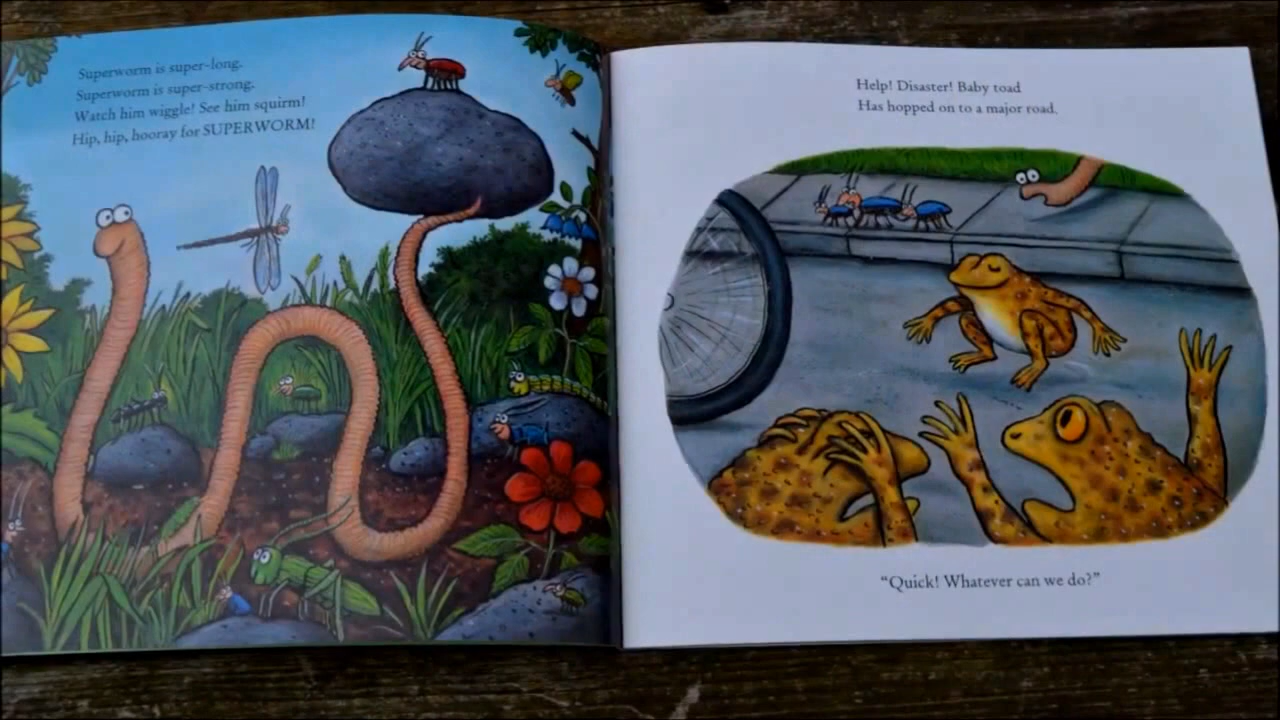 Superworm is super-long.
Superworm is super-strong.
Watch him wiggle! See him squirm!
Hip, hip, hooray for SUPERWORM!
Help! Disaster! Baby toad
Has hopped on to a major road.
“Quick! Whatever can we do?”